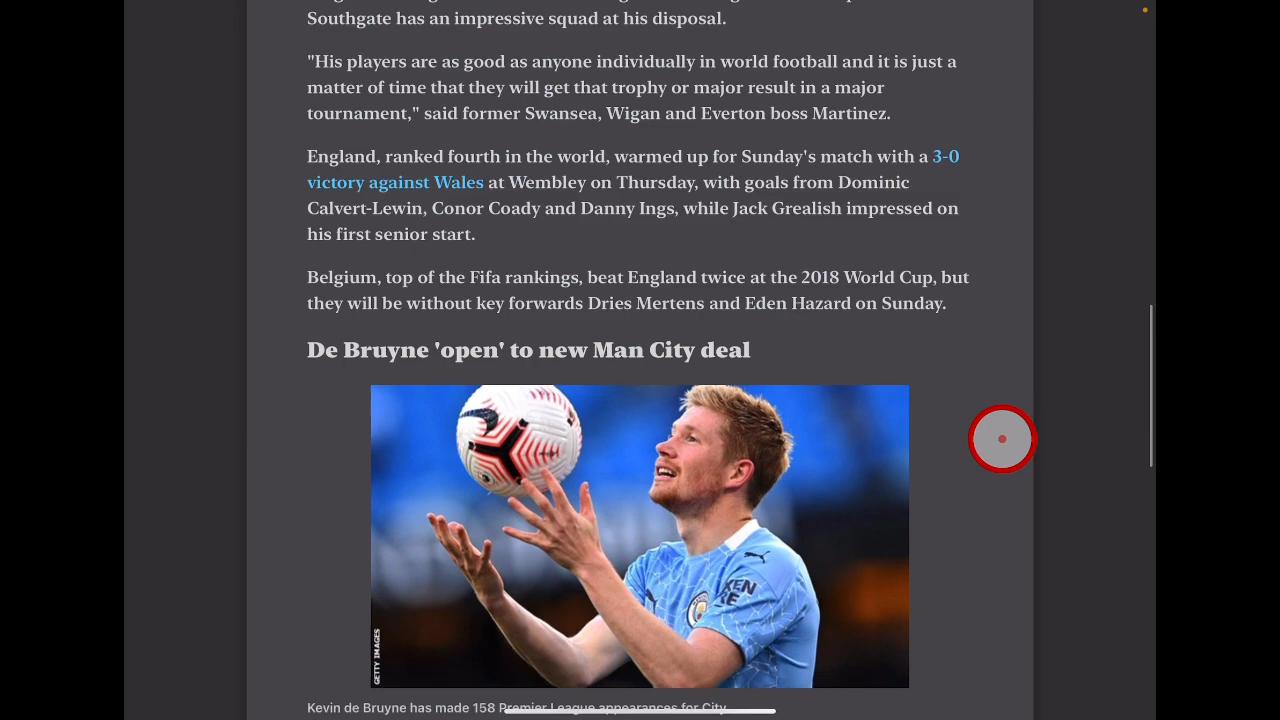 Southgate has an impressive squad at his disposal.
"His players are as good as anyone individually in world football and it is just a
matter of time that they will get that trophy or major result in a major
tournament," said former Swansea, Wigan and Everton boss Martinez.
England, ranked fourth in the world, warmed up for Sunday's match with a 3-0
victory against Wales at Wembley on Thursday, with goals from Dominic
Calvert-Lewin, Conor Coady and Danny Ings, while Jack Grealish impressed on
his first senior start.
Belgium, top of the Fifa rankings, beat England twice at the 2018 World Cup, but
they will be without key forwards Dries Mertens and Eden Hazard on Sunday.
De Bruyne 'open' to new Man City deal
GETTY IMAGES
Kevin de Bruyne has made 158 Premier League appearances for City